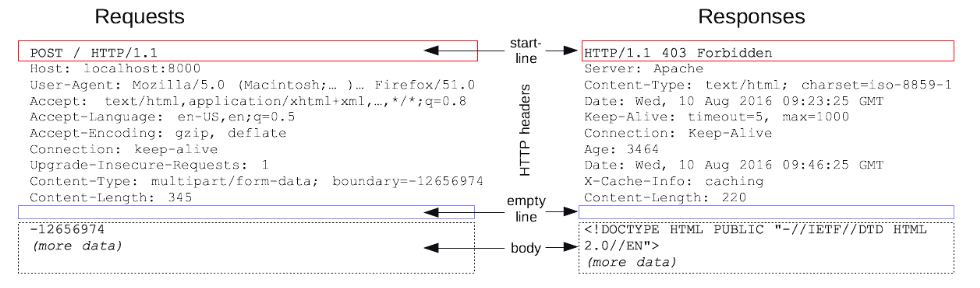 Requests
POST / HTTP/1.1
Host: localhost:8000
User-Agent: Mozilla/5.0 (Macintosh;… )… Firefox/51.0
Accept: text/html,application/xhtml+xml,…,*/*;q=0.8
Accept-Language: en-US,en;q=0.5
Accept-Encoding: gzip, deflate
Connection: keep-alive
Upgrade-Insecure-Requests: 1
Content-Type: multipart/form-data; boundary=-12656974
Content-Length: 345
-12656974
(more data)
start-
line
HTTP headers
empty
line
body
Responses
HTTP/1.1 403 Forbidden
Server: Apache
Content-Type: text/html; charset=iso-8859-1
Date: Wed, 10 Aug 2016 09:23:25 GMT
Keep-Alive: timeout=5, max=1000
Connection: Keep-Alive
Age: 3464
Date: Wed, 10 Aug 2016 09:46:25 GMT
X-Cache-Info: caching
Content-Length: 220
<!DOCTYPE HTML PUBLIC "-//IETF//DTD HTML
2.0//EN">
(more data)